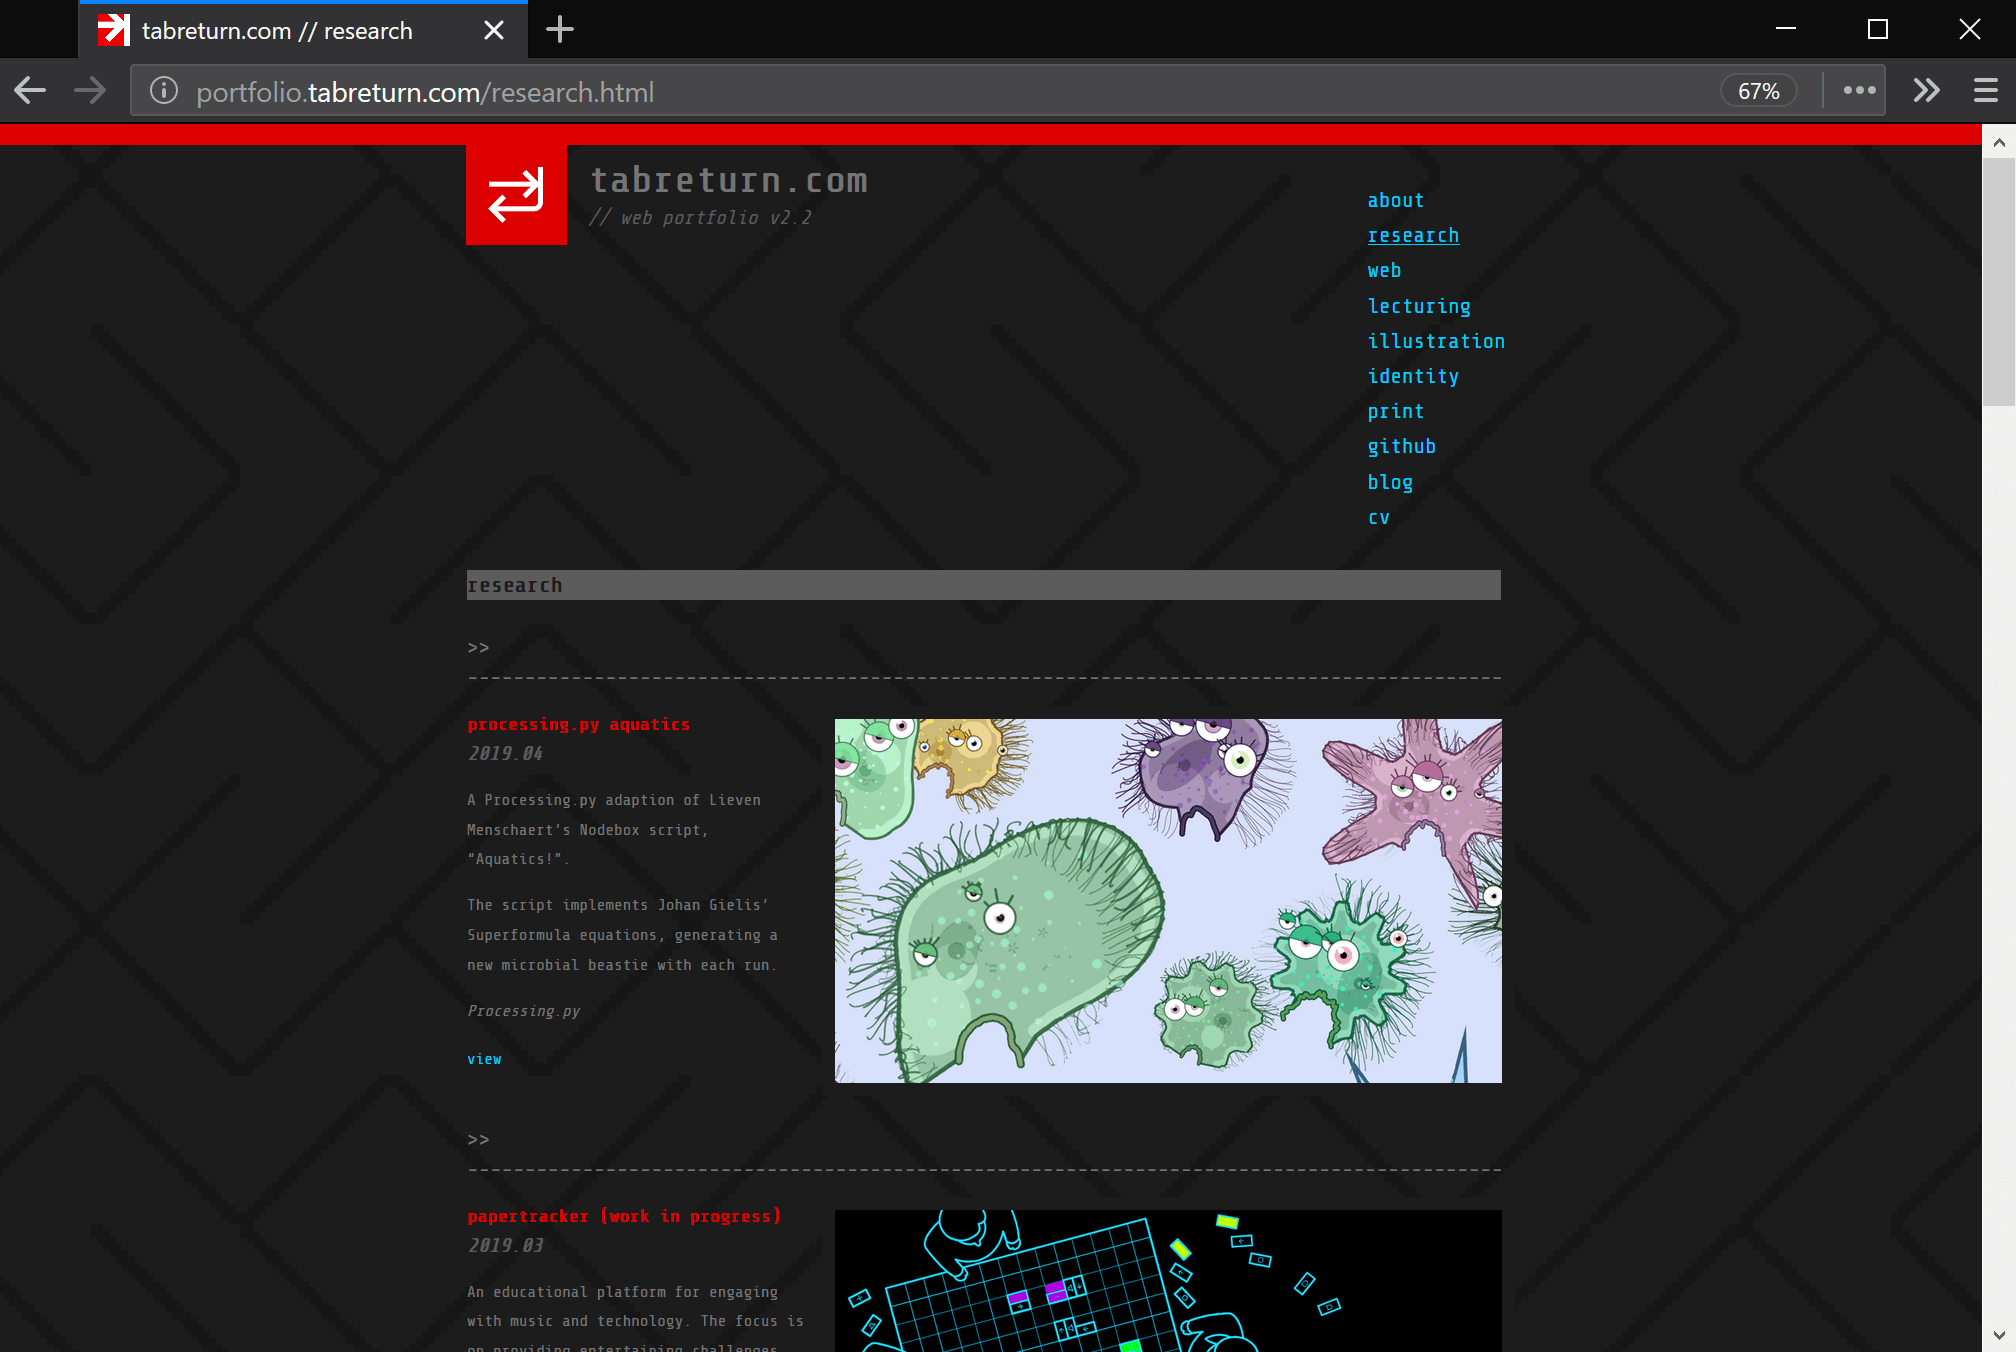 tabreturn.com // research
portfolio.tabreturn.com/research.html
67%
tabreturn.com
// web portfolio v2.2
about
research
web
lecturing
illustration
identity
print
github
blog
cv
research
>>
processing.py aquatics
2019.04
A Processing.py adaption of Lieven
Menschaert’s Nodebox script,
“Aquatics!”.
The script implements Johan Gielis’
Superformula equations, generating a
new microbial beastie with each run.
Processing.py
view
>>
papertracker (work in progress)
2019.03
An educational platform for engaging
with music and technology. The focus is
on providing entertaining challenges